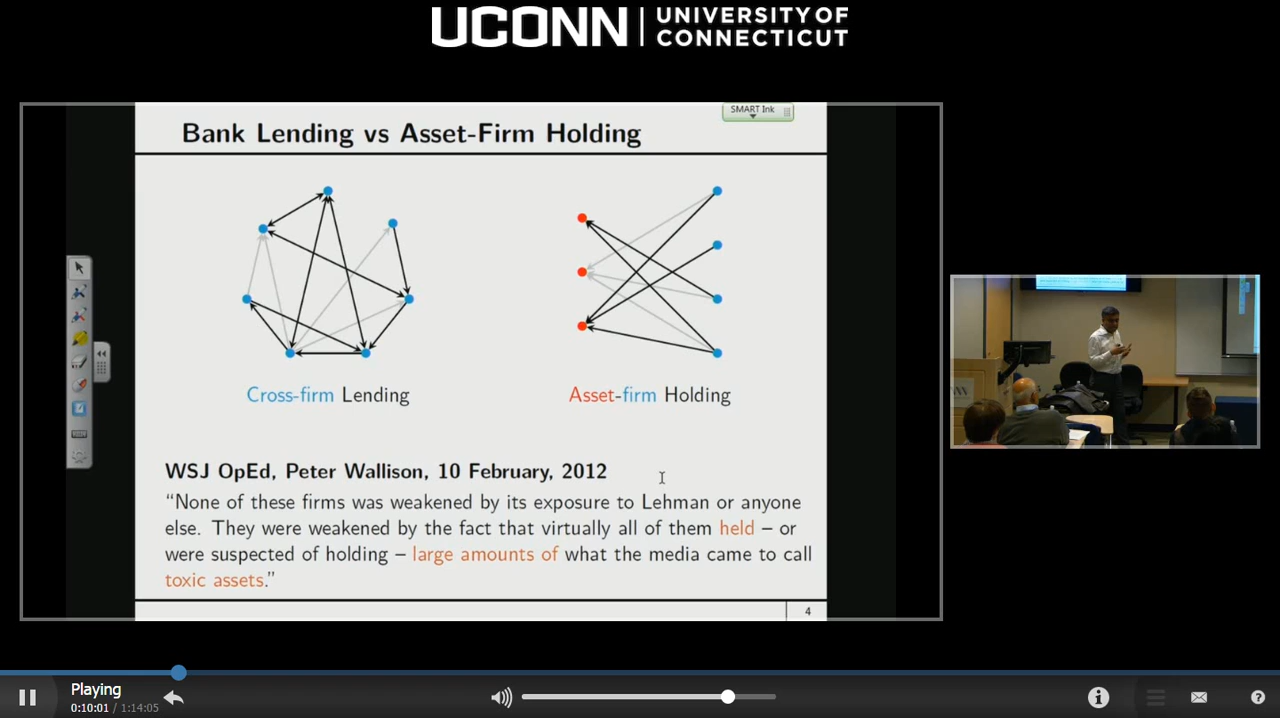 UCONN
UNIVERSITY OF
CONNECTICUT
SMART Ink
Bank Lending vs Asset-Firm Holding
Cross-firm Lending
Asset-firm Holding
WSJ OpEd, Peter Wallison, 10 February, 2012
“None of these firms was weakened by its exposure to Lehman or anyone
else. They were weakened by the fact that virtually all of them held – or
were suspected of holding – large amounts of what the media came to call
toxic assets.”
4
Playing
0:10:01 / 1:14:05